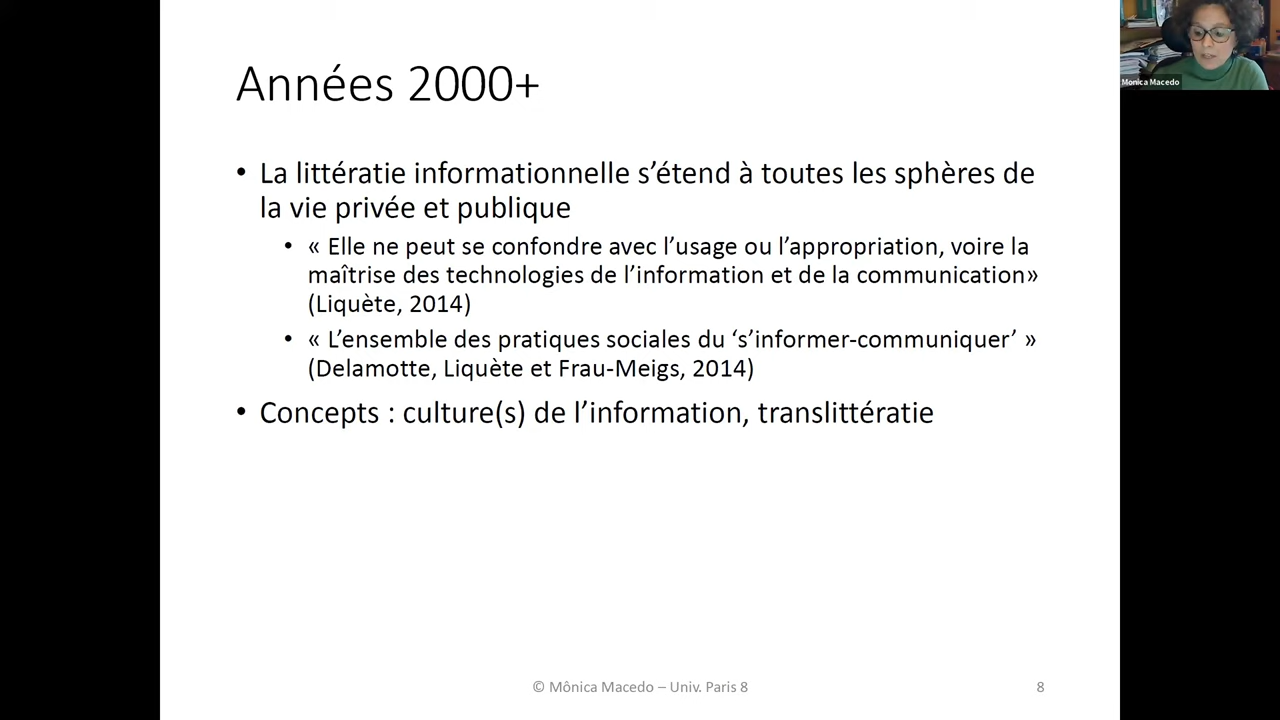 Années 2000+
Monica Macedo
• La littératie informationnelle s’étend à toutes les sphères de
la vie privée et publique
• « Elle ne peut se confondre avec l’usage ou l’appropriation, voire la
maîtrise des technologies de l’information et de la communication»
(Liquète, 2014)
• « L’ensemble des pratiques sociales du ‘s’informer-communiquer’ »
(Delamotte, Liquète et Frau-Meigs, 2014)
• Concepts : culture(s) de l’information, translittératie
© Mônica Macedo – Univ. Paris 8
8